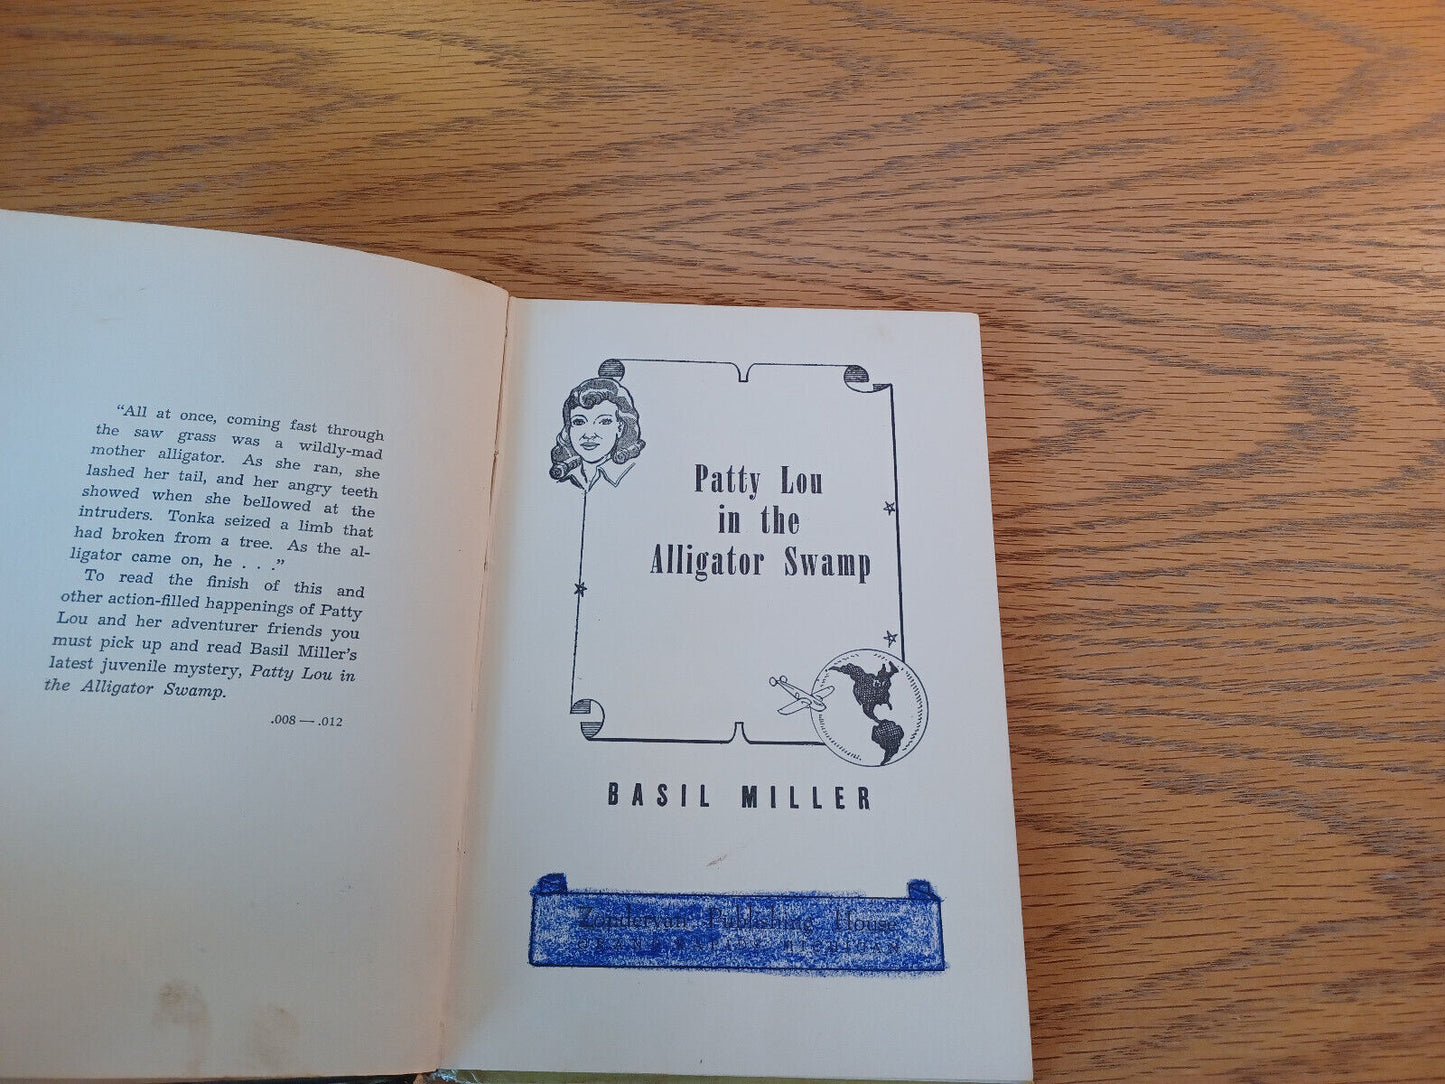 "All at once, coming fast through
the saw grass was a wildly-mad
mother alligator. As she ran, she
lashed her tail, and her angry teeth
showed when she bellowed at the
intruders. Tonka seized a limb that
had broken from a tree. As the al-
ligator came on, he . . ."
To read the finish of this and
other action-filled happenings of Patty
Lou and her adventurer friends you
must pick up and read Basil Miller's
latest juvenile mystery, Patty Lou in
the Alligator Swamp.
.008 — .012
Patty Lou
in the
Alligator Swamp
BASIL MILLER
Zondervan Publishing House
GRAND RAPIDS, MICHIGAN